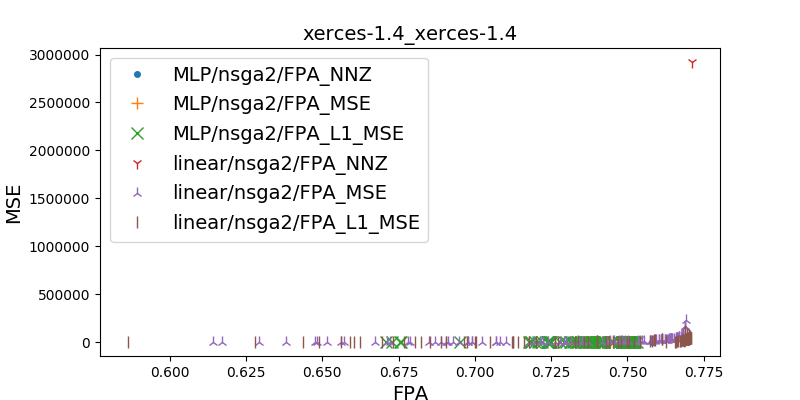 xerces-1.4_xerces-1.4
3000000
2500000
2000000
1500000
1000000
500000
0
MSE
MLP/nsga2/FPA_NNZ
MLP/nsga2/FPA_MSE
MLP/nsga2/FPA_L1_MSE
linear/nsga2/FPA_NNZ
linear/nsga2/FPA_MSE
linear/nsga2/FPA_L1_MSE
0.600 0.625 0.650 0.675 0.700 0.725 0.750 0.775
FPA